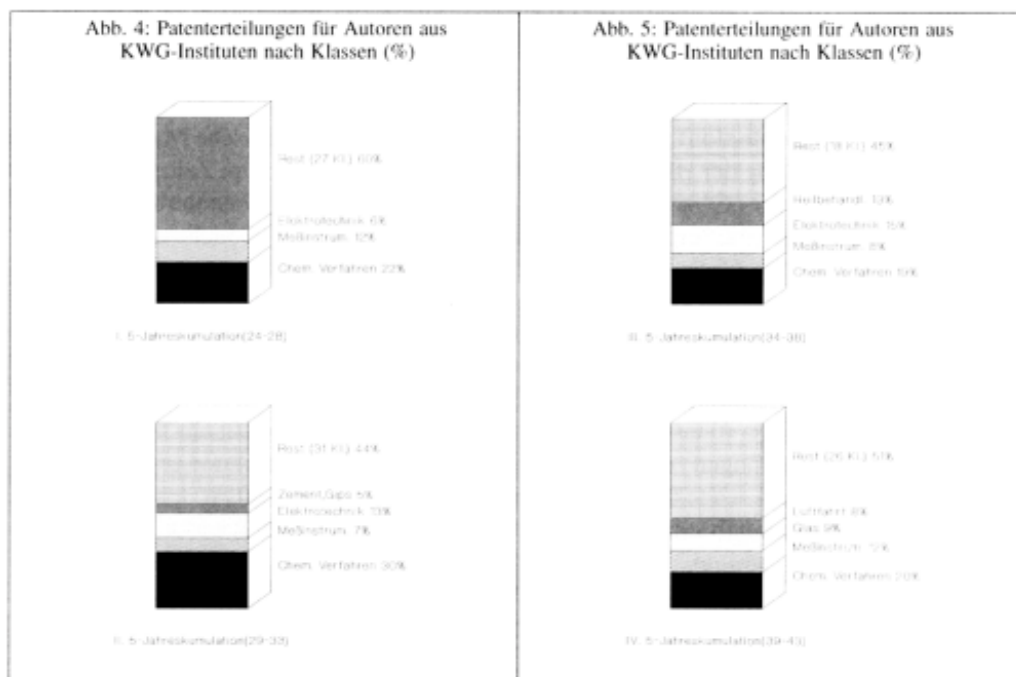 Abb. 4: Patenterteilungen für Autoren aus
KWG-Instituten nach Klassen (%)
Rest (27 Kl.) 60%
Elektrotechnik 6%
Meßinstrum. 12%
Chem. Verfahren 22%
I. 5-Jahreskumulation(24-28)
Rest (31 Kl.) 44%
Zement,Gips 5%
Elektrotechnik 13%
Meßinstrum. 7%
Chem. Verfahren 30%
II. 5-Jahreskumulation(29-33)
Abb. 5: Patenterteilungen für Autoren aus
KWG-Instituten nach Klassen (%)
Rest (18 Kl.) 45%
Heilbehandl. 13%
Elektrotechnik 15%
Meßinstrum. 8%
Chem. Verfahren 19%
III. 5-Jahreskumulation(34-38)
Rest (26 Kl.) 51%
Luftfahrt 8%
Glas 9%
Meßinstrum. 12%
Chem. Verfahren 20%
IV. 5-Jahreskumulation(39-43)